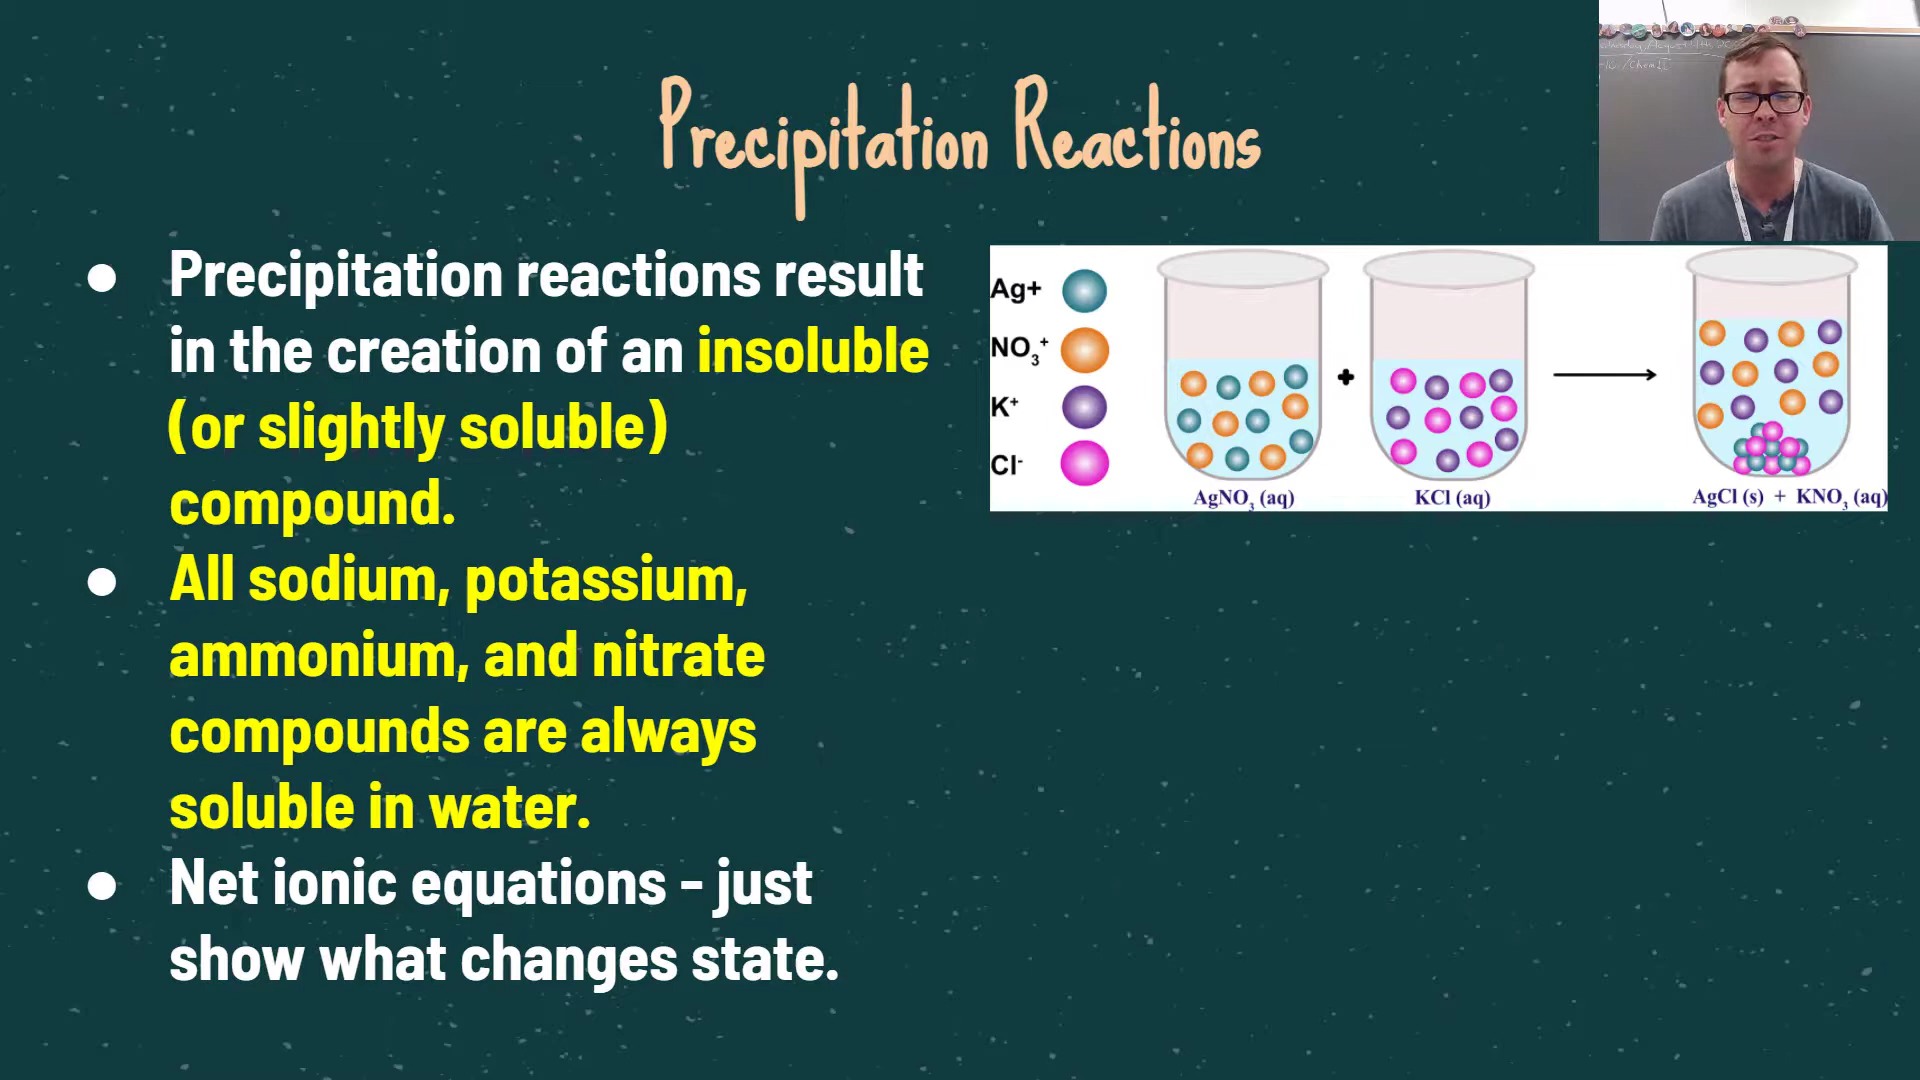 Precipitation Reactions
● Precipitation reactions result
in the creation of an insoluble
(or slightly soluble)
compound.
● All sodium, potassium,
ammonium, and nitrate
compounds are always
soluble in water.
● Net ionic equations - just
show what changes state.
Ag+
NO₃⁺
K⁺
Cl⁻
+
AgNO₃ (aq)
KCl (aq)
AgCl (s) + KNO₃ (aq)